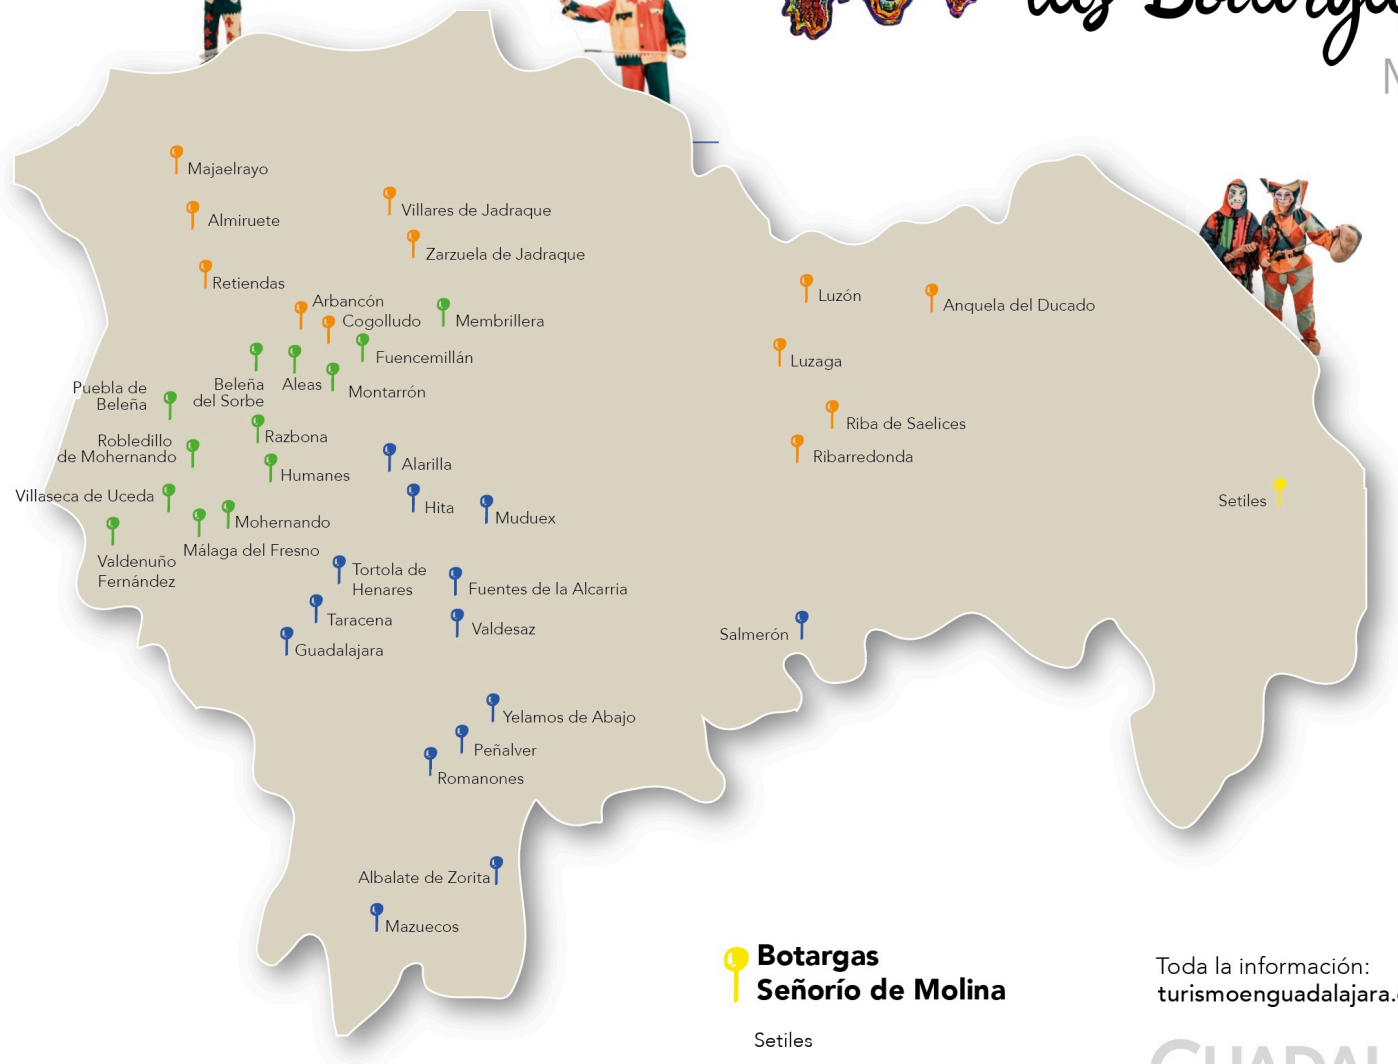 las Botargas
Majaelrayo
Almiruete
Villares de Jadraque
Zarzuela de Jadraque
Retiendas
Arbancón
Cogolludo
Membrillera
Luzón
Anquela del Ducado
Fuencemillán
Luzaga
Beleña
del Sorbe
Aleas
Montarrón
Puebla de
Beleña
Riba de Saelices
Razbona
Robledillo
de Mohernando
Ribarredonda
Alarilla
Humanes
Villaseca de Uceda
Setiles
Hita
Muduex
Mohernando
Málaga del Fresno
Valdenuño
Fernández
Tortola de
Henares
Fuentes de la Alcarria
Taracena
Valdesaz
Salmerón
Guadalajara
Yelamos de Abajo
Peñalver
Romanones
Albalate de Zorita
Mazuecos
Botargas
Señorío de Molina
Setiles
Toda la información:
turismoenguadalajara.